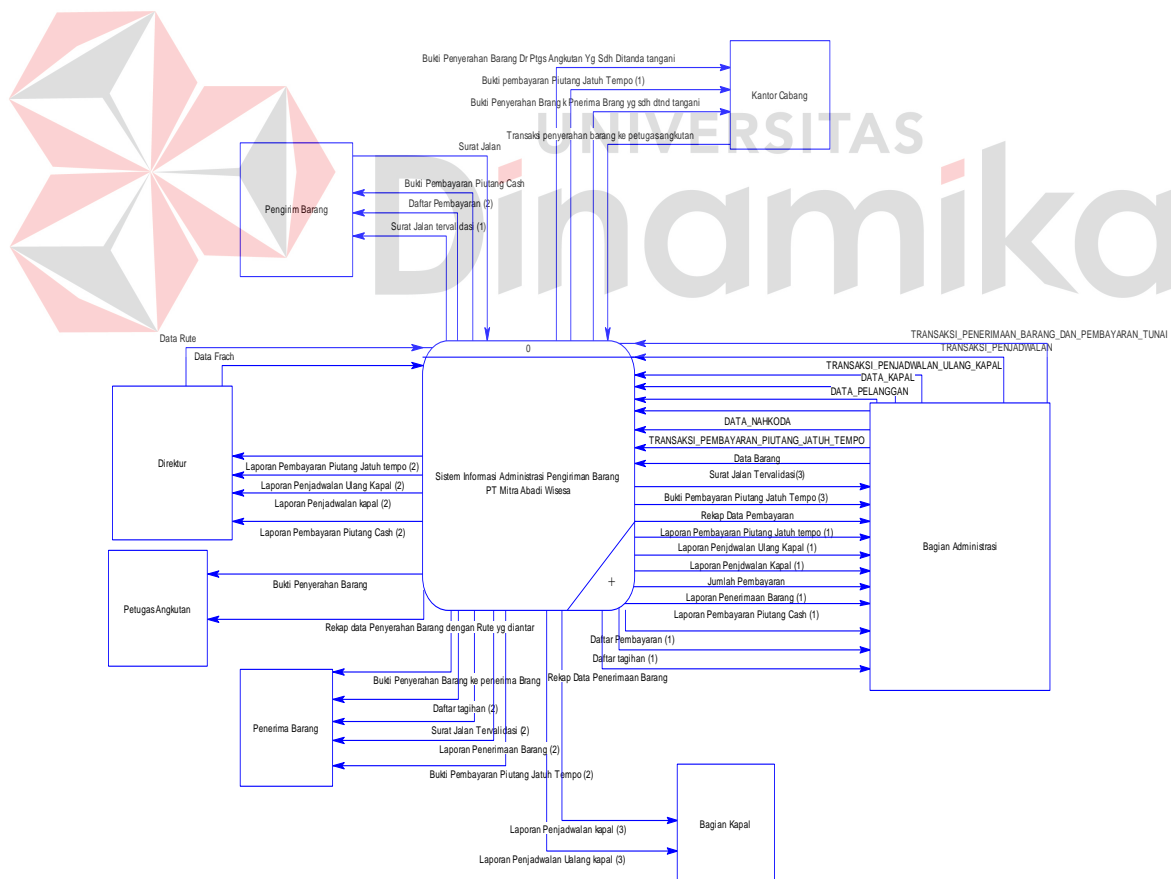 Bukti Penyerahan Barang Dr Ptgs Angkutan Yg Sdh Ditanda tangani
Bukti pembayaran Piutang Jatuh Tempo (1)
Kantor Cabang
Bukti Penyerahan Brang k Pnerima Brang yg sdh dtnd tangani
UNIVERSITAS
Transaksi penyerahan barang ke petugasangkutan
Surat Jalan
Bukti Pembayaran Piutang Cash
Daftar Pembayaran (2)
Pengirim Barang
Surat Jalan tervalidasi (1)
Dinamika
Data Rute
Data Frach
0
TRANSAKSI_PENERIMAAN_BARANG_DAN_PEMBAYARAN_TUNAI
TRANSAKSI_PENJADWALAN
TRANSAKSI_PENJADWALAN_ULANG_KAPAL
DATA_KAPAL
DATA_PELANGGAN
DATA_NAHKODA
TRANSAKSI_PEMBAYARAN_PIUTANG_JATUH_TEMPO
Data Barang
Direktur
Laporan Pembayaran Piutang Jatuh tempo (2)
Laporan Penjadwalan Ulang Kapal (2)
Laporan Penjadwalan kapal (2)
Laporan Pembayaran Piutang Cash (2)
Sistem Informasi Administrasi Pengiriman Barang
PT Mitra Abadi Wisesa
+
Surat Jalan Tervalidasi(3)
Bukti Pembayaran Piutang Jatuh Tempo (3)
Rekap Data Pembayaran
Laporan Pembayaran Piutang Jatuh tempo (1)
Laporan Penjdwalan Ulang Kapal (1)
Laporan Penjdwalan Kapal (1)
Jumlah Pembayaran
Laporan Penerimaan Barang (1)
Laporan Pembayaran Piutang Cash (1)
Daftar Pembayaran (1)
Daftar tagihan (1)
Rekap Data Penerimaan Barang
Bagian Administrasi
Bukti Penyerahan Barang
Petugas Angkutan
Rekap data Penyerahan Barang dengan Rute yg diantar
Bukti Penyerahan Barang ke penerima Brang
Daftar tagihan (2)
Penerima Barang
Surat Jalan Tervalidasi (2)
Laporan Penerimaan Barang (2)
Bukti Pembayaran Piutang Jatuh Tempo (2)
Laporan Penjadwalan kapal (3)
Bagian Kapal
Laporan Penjadwalan Ualang kapal (3)